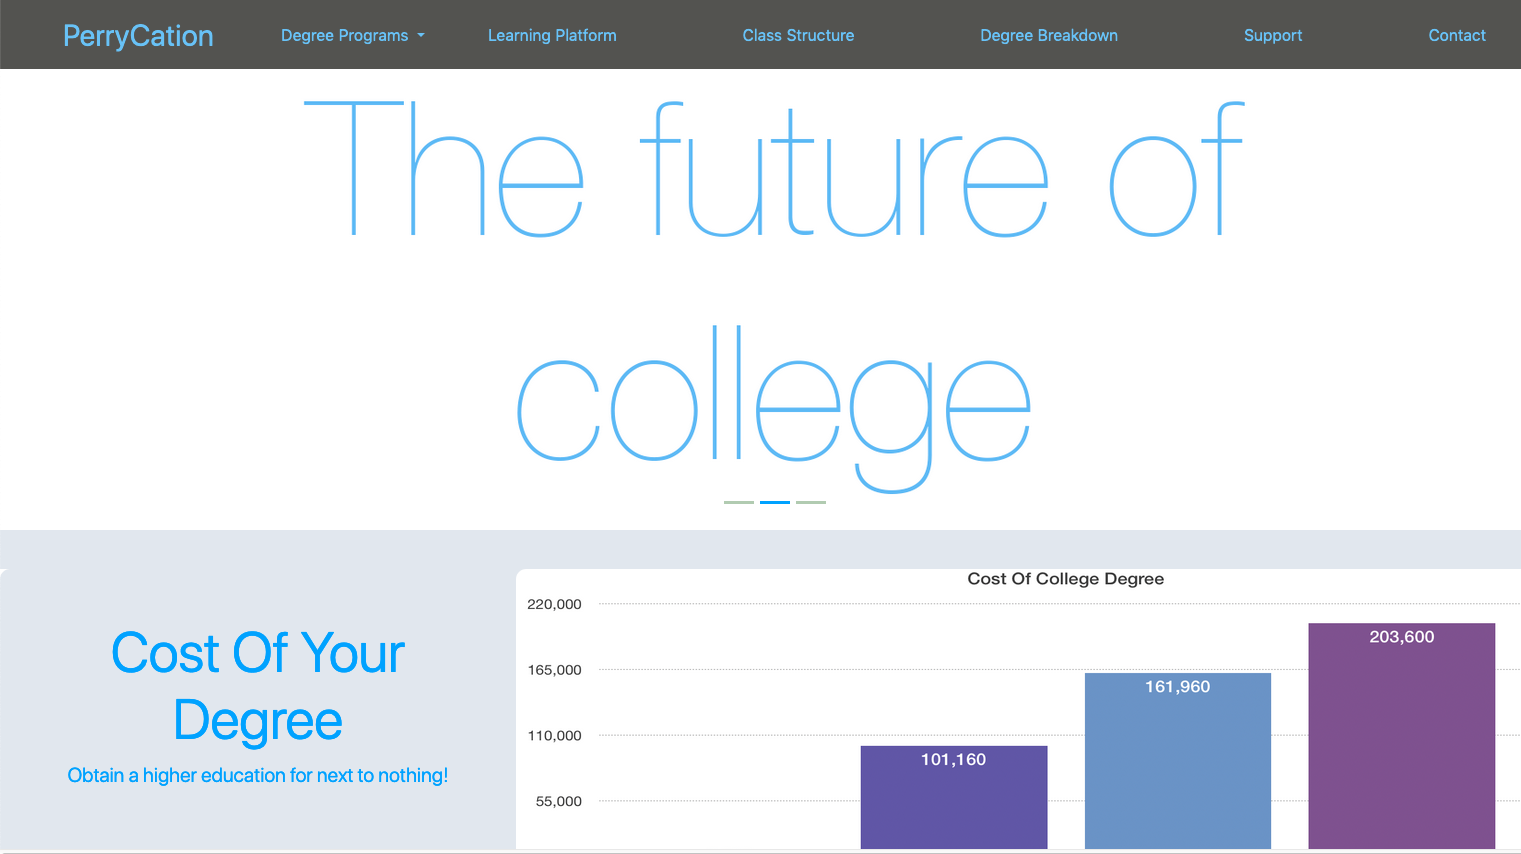 PerryCation
Degree Programs
Learning Platform
Class Structure
Degree Breakdown
Support
Contact
The future of
college
Cost Of Your
Degree
Obtain a higher education for next to nothing!
Cost Of College Degree
220,000
165,000
110,000
55,000
101,160
161,960
203,600